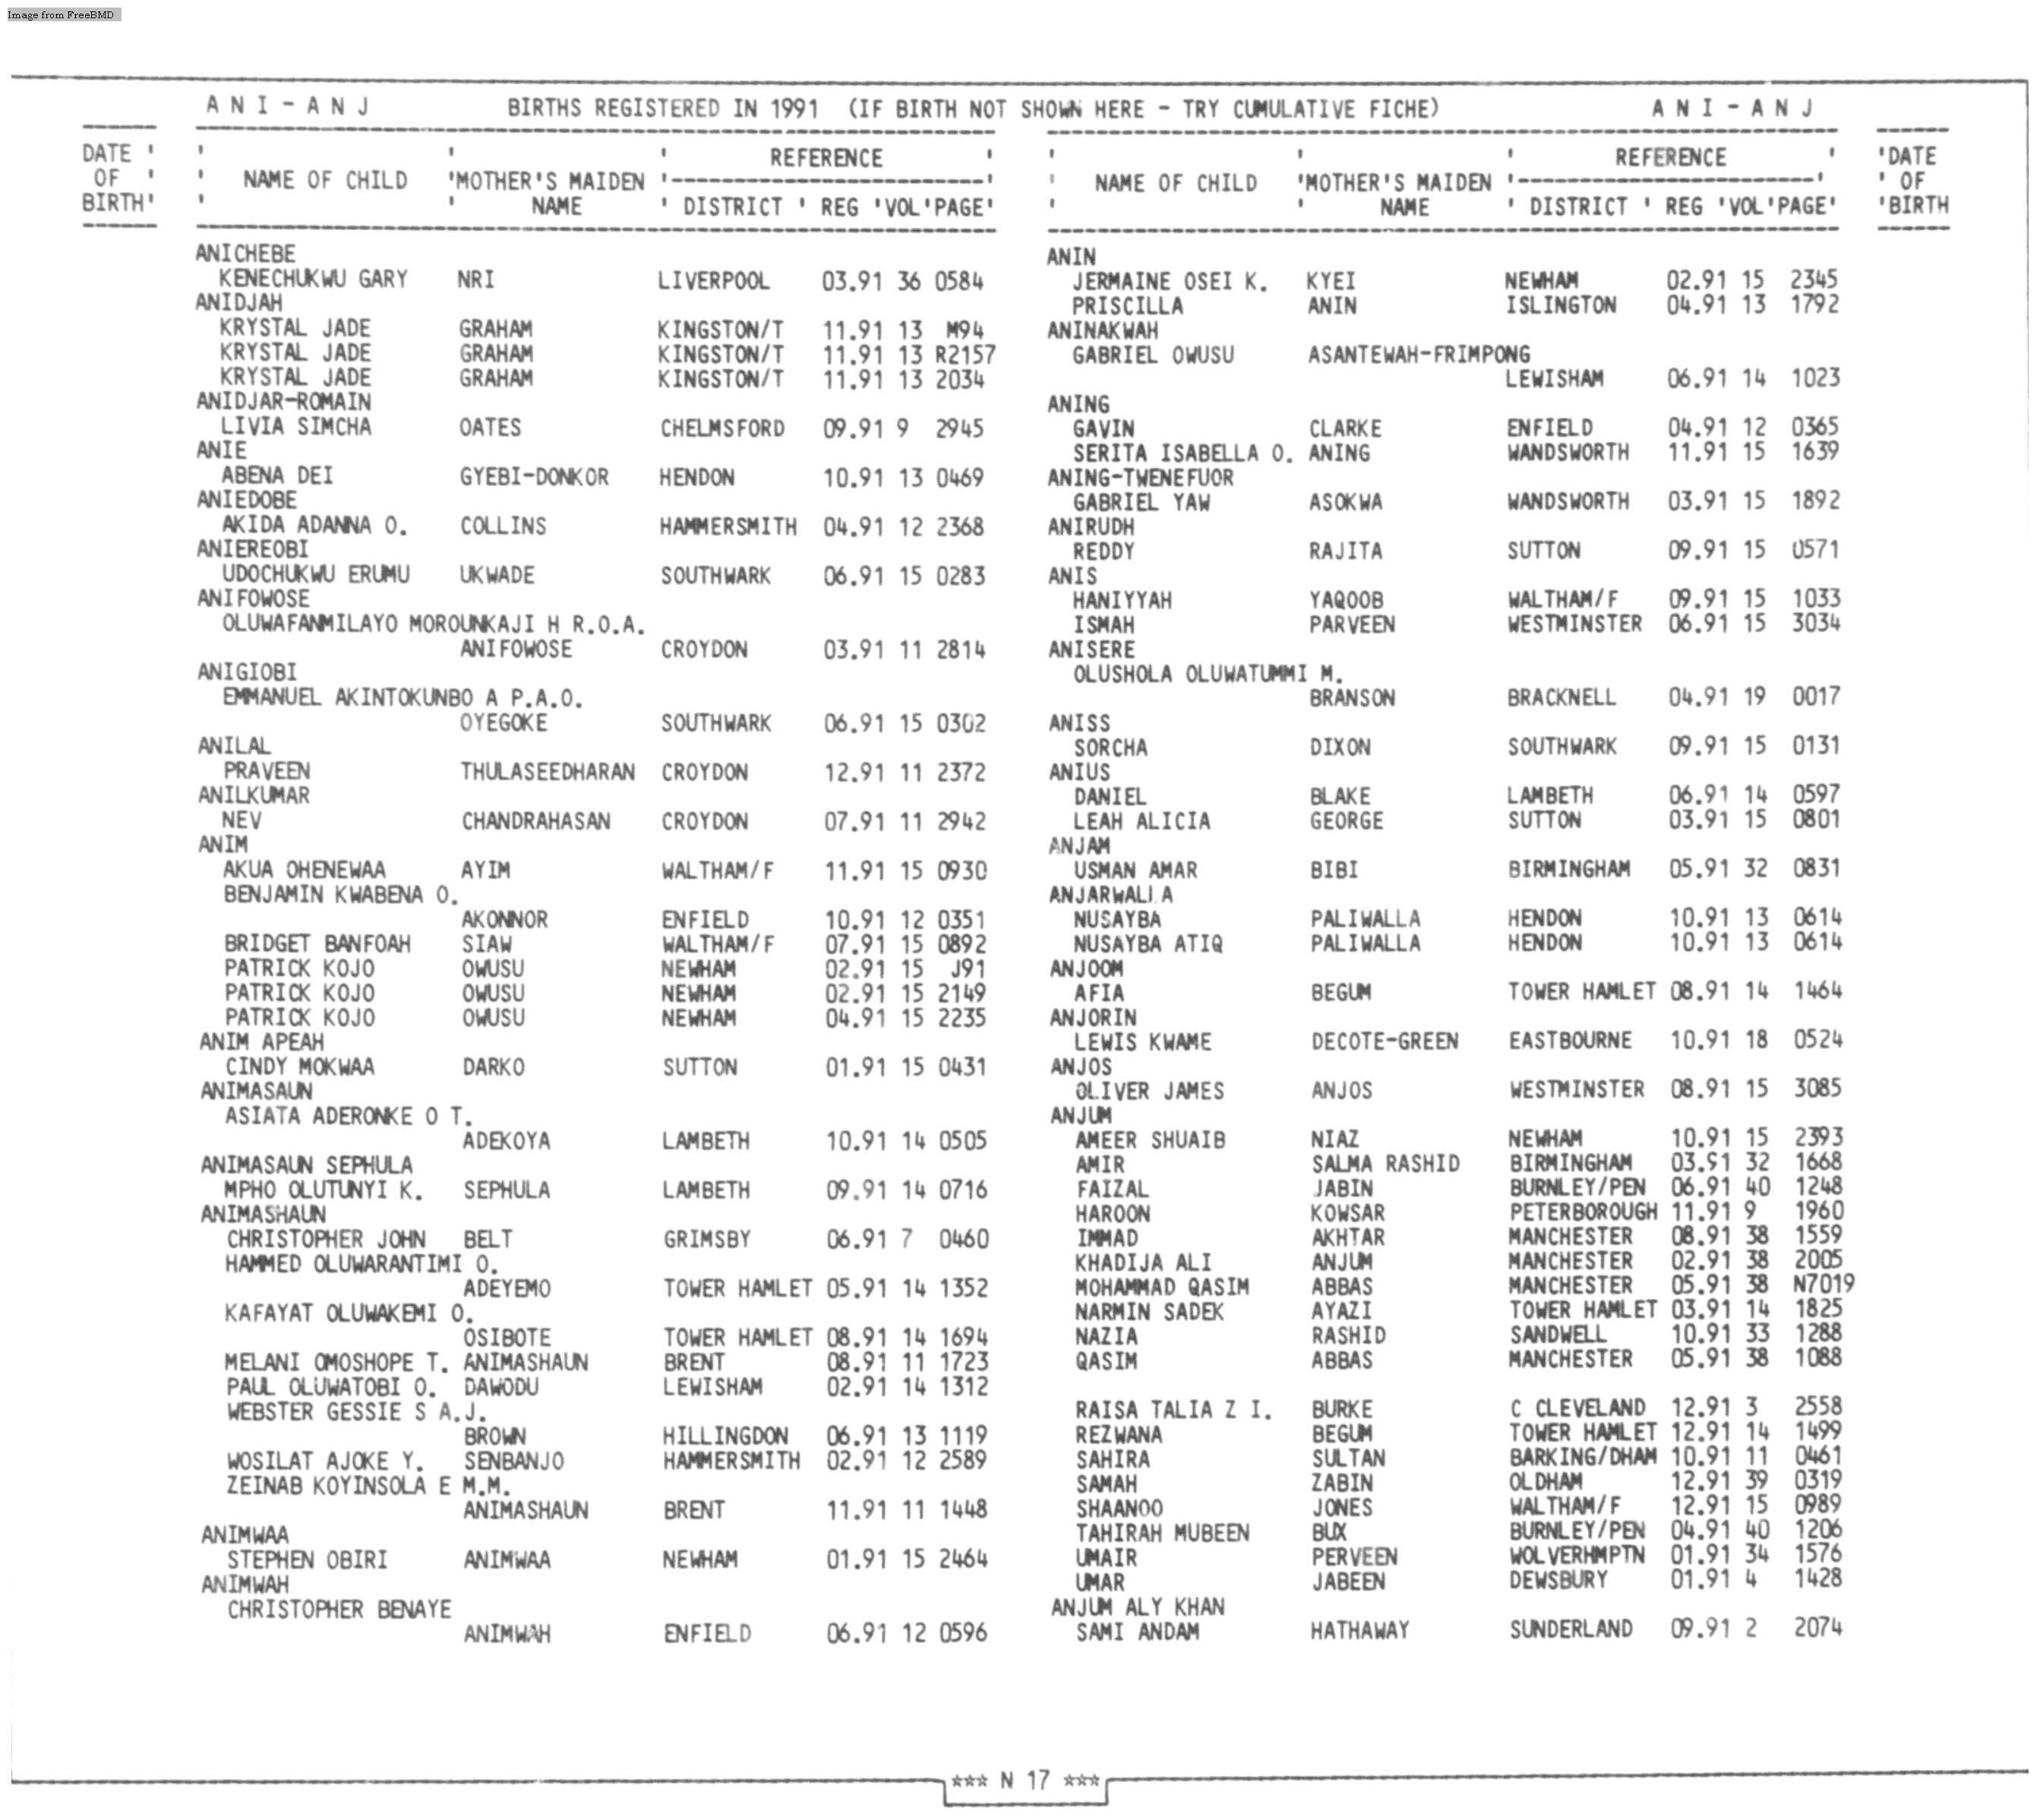 Image from FreeBMD
A N I - A N J BIRTHS REGISTERED IN 1991 (IF BIRTH NOT SHOWN HERE - TRY CUMULATIVE FICHE) A N I - A N J
DATE OF BIRTH
NAME OF CHILD 'MOTHER'S MAIDEN NAME ' REFERENCE
' DISTRICT ' REG 'VOL'PAGE'
ANICHEBE
KENECHUKWU GARY NRI LIVERPOOL 03.91 36 0584
ANIDJAH
KRYSTAL JADE GRAHAM KINGSTON/T 11.91 13 M94
KRYSTAL JADE GRAHAM KINGSTON/T 11.91 13 R2157
KRYSTAL JADE GRAHAM KINGSTON/T 11.91 13 2034
ANIDJAR-ROMAIN
LIVIA SIMCHA OATES CHELMSFORD 09.91 9 2945
ANIE
ABENA DEI GYEBI-DONKOR HENDON 10.91 13 0469
ANIEDOBE
AKIDA ADANNA O. COLLINS HAMMERSMITH 04.91 12 2368
ANIEREOBI
UDOCHUKWU ERUMU UKWADE SOUTHWARK 06.91 15 0283
ANIFOWOSE
OLUWAFANMILAYO MOROUNKAJI H R.O.A.
ANIFOWOSE CROYDON 03.91 11 2814
ANIGIOBI
EMMANUEL AKINTOKUNBO A P.A.O.
OYEGOKE SOUTHWARK 06.91 15 0302
ANILAL
PRAVEEN THULASEEDHARAN CROYDON 12.91 11 2372
ANILKUMAR
NEV CHANDRAHASAN CROYDON 07.91 11 2942
ANIM
AKUA OHENEWAA AYIM WALTHAM/F 11.91 15 0930
BENJAMIN KWABENA O.
AKONNOR ENFIELD 10.91 12 0351
BRIDGET BANFOAH SIAW WALTHAM/F 07.91 15 0892
PATRICK KOJO OWUSU NEWHAM 02.91 15 J91
PATRICK KOJO OWUSU NEWHAM 02.91 15 2149
PATRICK KOJO OWUSU NEWHAM 04.91 15 2235
ANIM APEAH
CINDY MOKWAA DARKO SUTTON 01.91 15 0431
ANIMASAUN
ASIATA ADERONKE O T.
ADEKOYA LAMBETH 10.91 14 0505
ANIMASAUN SEPHULA
MPHO OLUTUNYI K. SEPHULA LAMBETH 09.91 14 0716
ANIMASHAUN
CHRISTOPHER JOHN BELT GRIMSBY 06.91 7 0460
HAMMED OLUWARANTIMI O.
ADEYEMO TOWER HAMLET 05.91 14 1352
KAFAYAT OLUWAKEMI O.
OSIBOTE TOWER HAMLET 08.91 14 1694
MELANI OMOSHOPE T. ANIMASHAUN BRENT 08.91 11 1723
PAUL OLUWATOBI O. DAWODU LEWISHAM 02.91 14 1312
WEBSTER GESSIE S A.J.
BROWN HILLINGDON 06.91 13 1119
WOSILAT AJOKE Y. SENBANJO HAMMERSMITH 02.91 12 2589
ZEINAB KOYINSOLA E M.M.
ANIMASHAUN BRENT 11.91 11 1448
ANIMWAA
STEPHEN OBIRI ANIMWAA NEWHAM 01.91 15 2464
ANIMWAH
CHRISTOPHER BENAYE
ANIMWAH ENFIELD 06.91 12 0596
NAME OF CHILD 'MOTHER'S MAIDEN NAME ' REFERENCE
' DISTRICT ' REG 'VOL'PAGE'
'DATE ' OF 'BIRTH
ANIN
JERMAINE OSEI K. KYEI NEWHAM 02.91 15 2345
PRISCILLA ANIN ISLINGTON 04.91 13 1792
ANINAKWAH
GABRIEL OWUSU ASANTEWAH-FRIMPONG
LEWISHAM 06.91 14 1023
ANING
GAVIN CLARKE ENFIELD 04.91 12 0365
SERITA ISABELLA O. ANING WANDSWORTH 11.91 15 1639
ANING-TWENEFUOR
GABRIEL YAW ASOKWA WANDSWORTH 03.91 15 1892
ANIRUDH
REDDY RAJITA SUTTON 09.91 15 0571
ANIS
HANIYYAH YAQOOB WALTHAM/F 09.91 15 1033
ISMAH PARVEEN WESTMINSTER 06.91 15 3034
ANISERE
OLUSHOLA OLUWATUMMI M.
BRANSON BRACKNELL 04.91 19 0017
ANISS
SORCHA DIXON SOUTHWARK 09.91 15 0131
ANIUS
DANIEL BLAKE LAMBETH 06.91 14 0597
LEAH ALICIA GEORGE SUTTON 03.91 15 0801
ANJAM
USMAN AMAR BIBI BIRMINGHAM 05.91 32 0831
ANJARWALLA
NUSAYBA PALIWALLA HENDON 10.91 13 0614
NUSAYBA ATIQ PALIWALLA HENDON 10.91 13 0614
ANJOOM
AFIA BEGUM TOWER HAMLET 08.91 14 1464
ANJORIN
LEWIS KWAME DECOTE-GREEN EASTBOURNE 10.91 18 0524
ANJOS
OLIVER JAMES ANJOS WESTMINSTER 08.91 15 3085
ANJUM
AMEER SHUAIB NIAZ NEWHAM 10.91 15 2393
AMIR SALMA RASHID BIRMINGHAM 03.91 32 1668
FAIZAL JABIN BURNLEY/PEN 06.91 40 1248
HAROON KOWSAR PETERBOROUGH 11.91 9 1960
IMMAD AKHTAR MANCHESTER 08.91 38 1559
KHADIJA ALI ANJUM MANCHESTER 02.91 38 2005
MOHAMMAD QASIM ABBAS MANCHESTER 05.91 38 N7019
NARMIN SADEK AYAZI TOWER HAMLET 03.91 14 1825
NAZIA RASHID SANDWELL 10.91 33 1288
QASIM ABBAS MANCHESTER 05.91 38 1088
RAISA TALIA Z I. BURKE C CLEVELAND 12.91 3 2558
REZWANA BEGUM TOWER HAMLET 12.91 14 1499
SAHIRA SULTAN BARKING/DHAM 10.91 11 0461
SAMAH ZABIN OLDHAM 12.91 39 0319
SHAANOO JONES WALTHAM/F 12.91 15 0989
TAHIRAH MUBEEN BUX BURNLEY/PEN 04.91 40 1206
UMAIR PERVEEN WOLVERHMPTN 01.91 34 1576
UMAR JABEEN DEWSBURY 01.91 4 1428
ANJUM ALY KHAN
SAMI ANDAM HATHAWAY SUNDERLAND 09.91 2 2074
*** N 17 ***